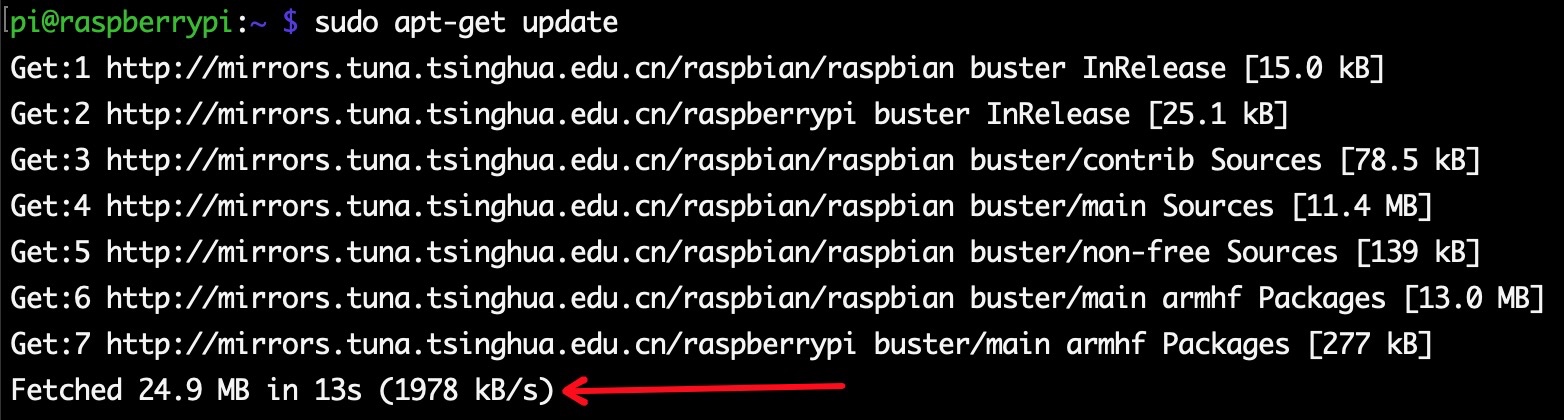 [pi@raspberrypi:~ $ sudo apt-get update
Get:1 http://mirrors.tuna.tsinghua.edu.cn/raspbian/raspbian buster InRelease [15.0 kB]
Get:2 http://mirrors.tuna.tsinghua.edu.cn/raspberrypi buster InRelease [25.1 kB]
Get:3 http://mirrors.tuna.tsinghua.edu.cn/raspbian/raspbian buster/contrib Sources [78.5 kB]
Get:4 http://mirrors.tuna.tsinghua.edu.cn/raspbian/raspbian buster/main Sources [11.4 MB]
Get:5 http://mirrors.tuna.tsinghua.edu.cn/raspbian/raspbian buster/non-free Sources [139 kB]
Get:6 http://mirrors.tuna.tsinghua.edu.cn/raspbian/raspbian buster/main armhf Packages [13.0 MB]
Get:7 http://mirrors.tuna.tsinghua.edu.cn/raspberrypi buster/main armhf Packages [277 kB]
Fetched 24.9 MB in 13s (1978 kB/s)